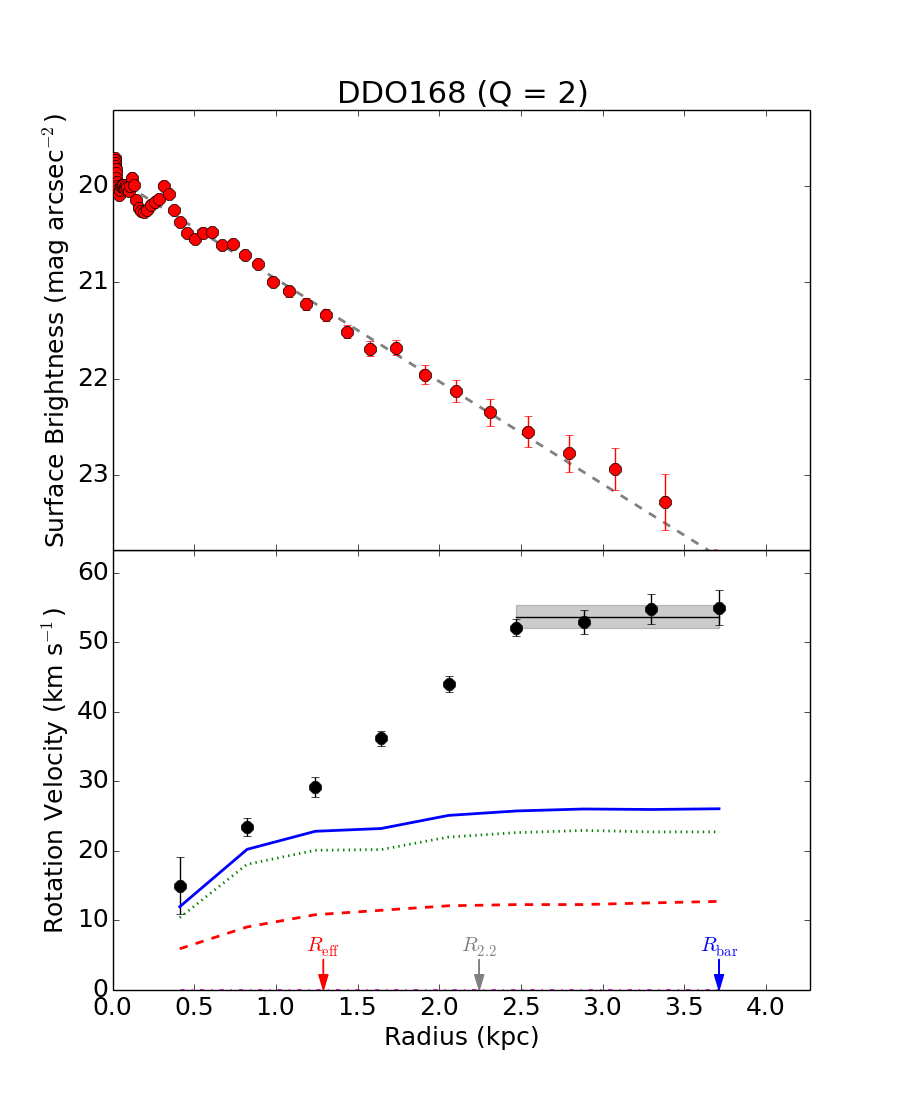 DDO168 (Q = 2)
Surface Brightness (mag arcsec⁻²)
20
21
22
23
Rotation Velocity (km s⁻¹)
60
50
40
30
20
10
0
R_eff
R_2.2
R_bar
0.0 0.5 1.0 1.5 2.0 2.5 3.0 3.5 4.0
Radius (kpc)